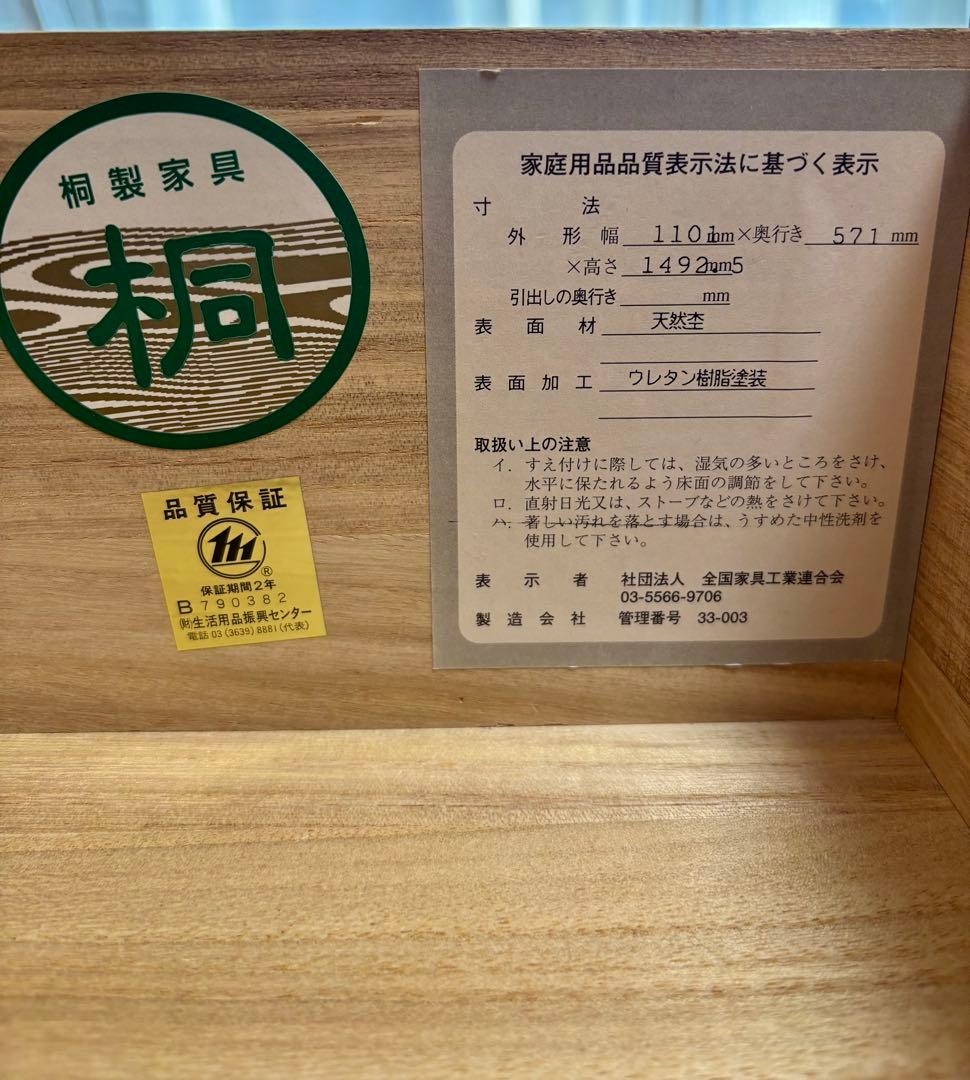 桐製家具
桐
品質保証
保証期間2年
B790382
㈶生活用品振興センター
電話 03(3639)8881(代表)
家庭用品品質表示法に基づく表示
寸法
外形幅 1101mm×奥行き 571 mm
×高さ 1492mm.5
引出しの奥行き mm
表面材 天然杢
表面加工 ウレタン樹脂塗装
取扱い上の注意
イ. すえ付けに際しては、湿気の多いところをさけ、
水平に保たれるよう床面の調節をして下さい。
ロ. 直射日光又は、ストーブなどの熱をさけて下さい。
ハ. 著しい汚れを落とす場合は、うすめた中性洗剤を
使用して下さい。
表示者 社団法人 全国家具工業連合会
03-5566-9706
製造会社 管理番号 33-003